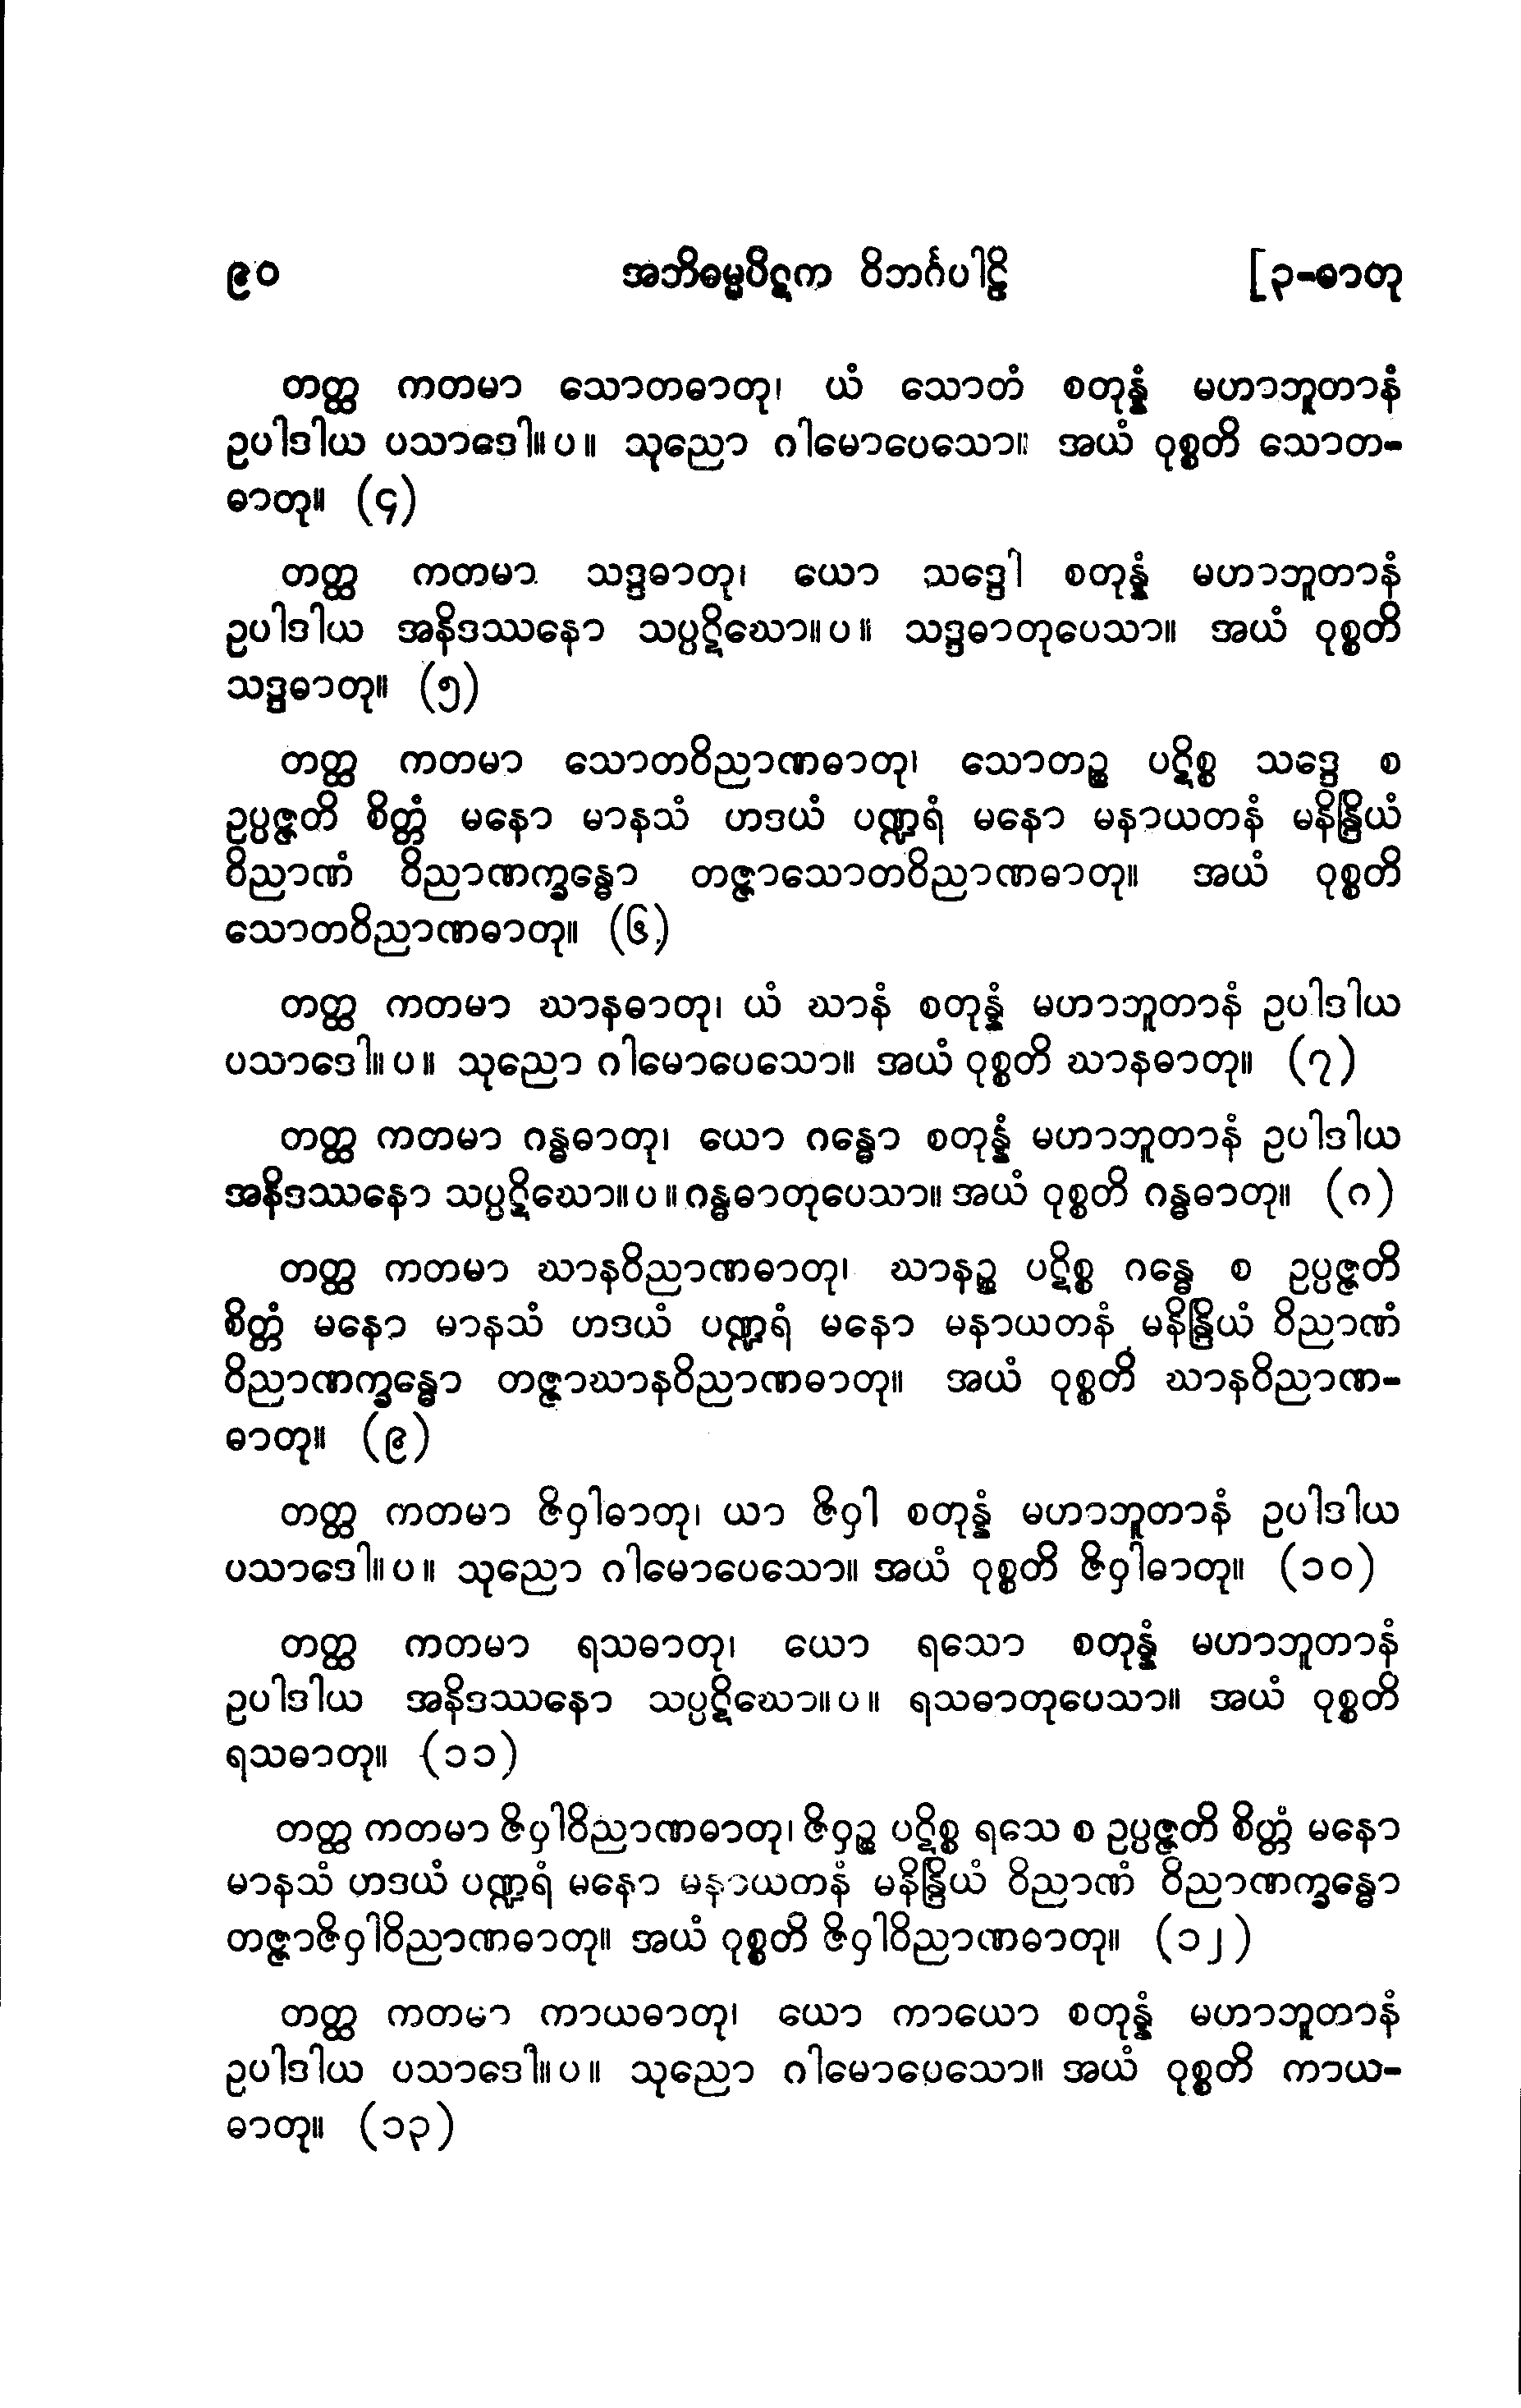 ၉၀ အဘိဓမ္မပိဋက ဝိဘင်္ဂပါဠိ [၃-ဓာတု
တတ္ထ ကတမာ သောတဓာတု၊ ယံ သောတံ စတုန္နံ မဟာဘူတာနံ
ဥပါဒါယ ပသာဒေါ။ပ။ သုညော ဂါမောပေသော။ အယံ ဝုစ္စတိ သောတ-
ဓာတု။ (၄)
တတ္ထ ကတမာ သဒ္ဒဓာတု၊ ယော သဒ္ဒေါ စတုန္နံ မဟာဘူတာနံ
ဥပါဒါယ အနိဒဿနော သပ္ပဋိဃော။ပ။ သဒ္ဒဓာတုပေသာ။ အယံ ဝုစ္စတိ
သဒ္ဒဓာတု။ (၅)
တတ္ထ ကတမာ သောတဝိညာဏဓာတု၊ သောတဉ္စ ပဋိစ္စ သဒ္ဒေ စ
ဥပ္ပဇ္ဇတိ စိတ္တံ မနော မာနသံ ဟဒယံ ပဏ္ဍရံ မနော မနာယတနံ မနိန္ဒြိယံ
ဝိညာဏံ ဝိညာဏက္ခန္ဓော တဇ္ဇာသောတဝိညာဏဓာတု။ အယံ ဝုစ္စတိ
သောတဝိညာဏဓာတု။ (၆)
တတ္ထ ကတမာ ဃာနဓာတု၊ ယံ ဃာနံ စတုန္နံ မဟာဘူတာနံ ဥပါဒါယ
ပသာဒေါ။ပ။ သုညော ဂါမောပေသော။ အယံ ဝုစ္စတိ ဃာနဓာတု။ (၇)
တတ္ထ ကတမာ ဂန္ဓဓာတု၊ ယော ဂန္ဓော စတုန္နံ မဟာဘူတာနံ ဥပါဒါယ
အနိဒဿနော သပ္ပဋိဃော။ပ။ ဂန္ဓဓာတုပေသာ။ အယံ ဝုစ္စတိ ဂန္ဓဓာတု။ (၈)
တတ္ထ ကတမာ ဃာနဝိညာဏဓာတု၊ ဃာနဉ္စ ပဋိစ္စ ဂန္ဓေ စ ဥပ္ပဇ္ဇတိ
စိတ္တံ မနော မာနသံ ဟဒယံ ပဏ္ဍရံ မနော မနာယတနံ မနိန္ဒြိယံ ဝိညာဏံ
ဝိညာဏက္ခန္ဓော တဇ္ဇာဃာနဝိညာဏဓာတု။ အယံ ဝုစ္စတိ ဃာနဝိညာဏ-
ဓာတု။ (၉)
တတ္ထ ကတမာ ဇိဝှါဓာတု၊ ယာ ဇိဝှါ စတုန္နံ မဟာဘူတာနံ ဥပါဒါယ
ပသာဒေါ။ပ။ သုညော ဂါမောပေသော။ အယံ ဝုစ္စတိ ဇိဝှါဓာတု။ (၁၀)
တတ္ထ ကတမာ ရသဓာတု၊ ယော ရသော စတုန္နံ မဟာဘူတာနံ
ဥပါဒါယ အနိဒဿနော သပ္ပဋိဃော။ပ။ ရသဓာတုပေသာ။ အယံ ဝုစ္စတိ
ရသဓာတု။ (၁၁)
တတ္ထ ကတမာ ဇိဝှါဝိညာဏဓာတု၊ ဇိဝှဉ္စ ပဋိစ္စ ရသေ စ ဥပ္ပဇ္ဇတိ စိတ္တံ မနော
မာနသံ ဟဒယံ ပဏ္ဍရံ မနော မနာယတနံ မနိန္ဒြိယံ ဝိညာဏံ ဝိညာဏက္ခန္ဓော
တဇ္ဇာဇိဝှါဝိညာဏဓာတု။ အယံ ဝုစ္စတိ ဇိဝှါဝိညာဏဓာတု။ (၁၂)
တတ္ထ ကတမာ ကာယဓာတု၊ ယော ကာယော စတုန္နံ မဟာဘူတာနံ
ဥပါဒါယ ပသာဒေါ။ပ။ သုညော ဂါမောပေသော။ အယံ ဝုစ္စတိ ကာယ-
ဓာတု။ (၁၃)